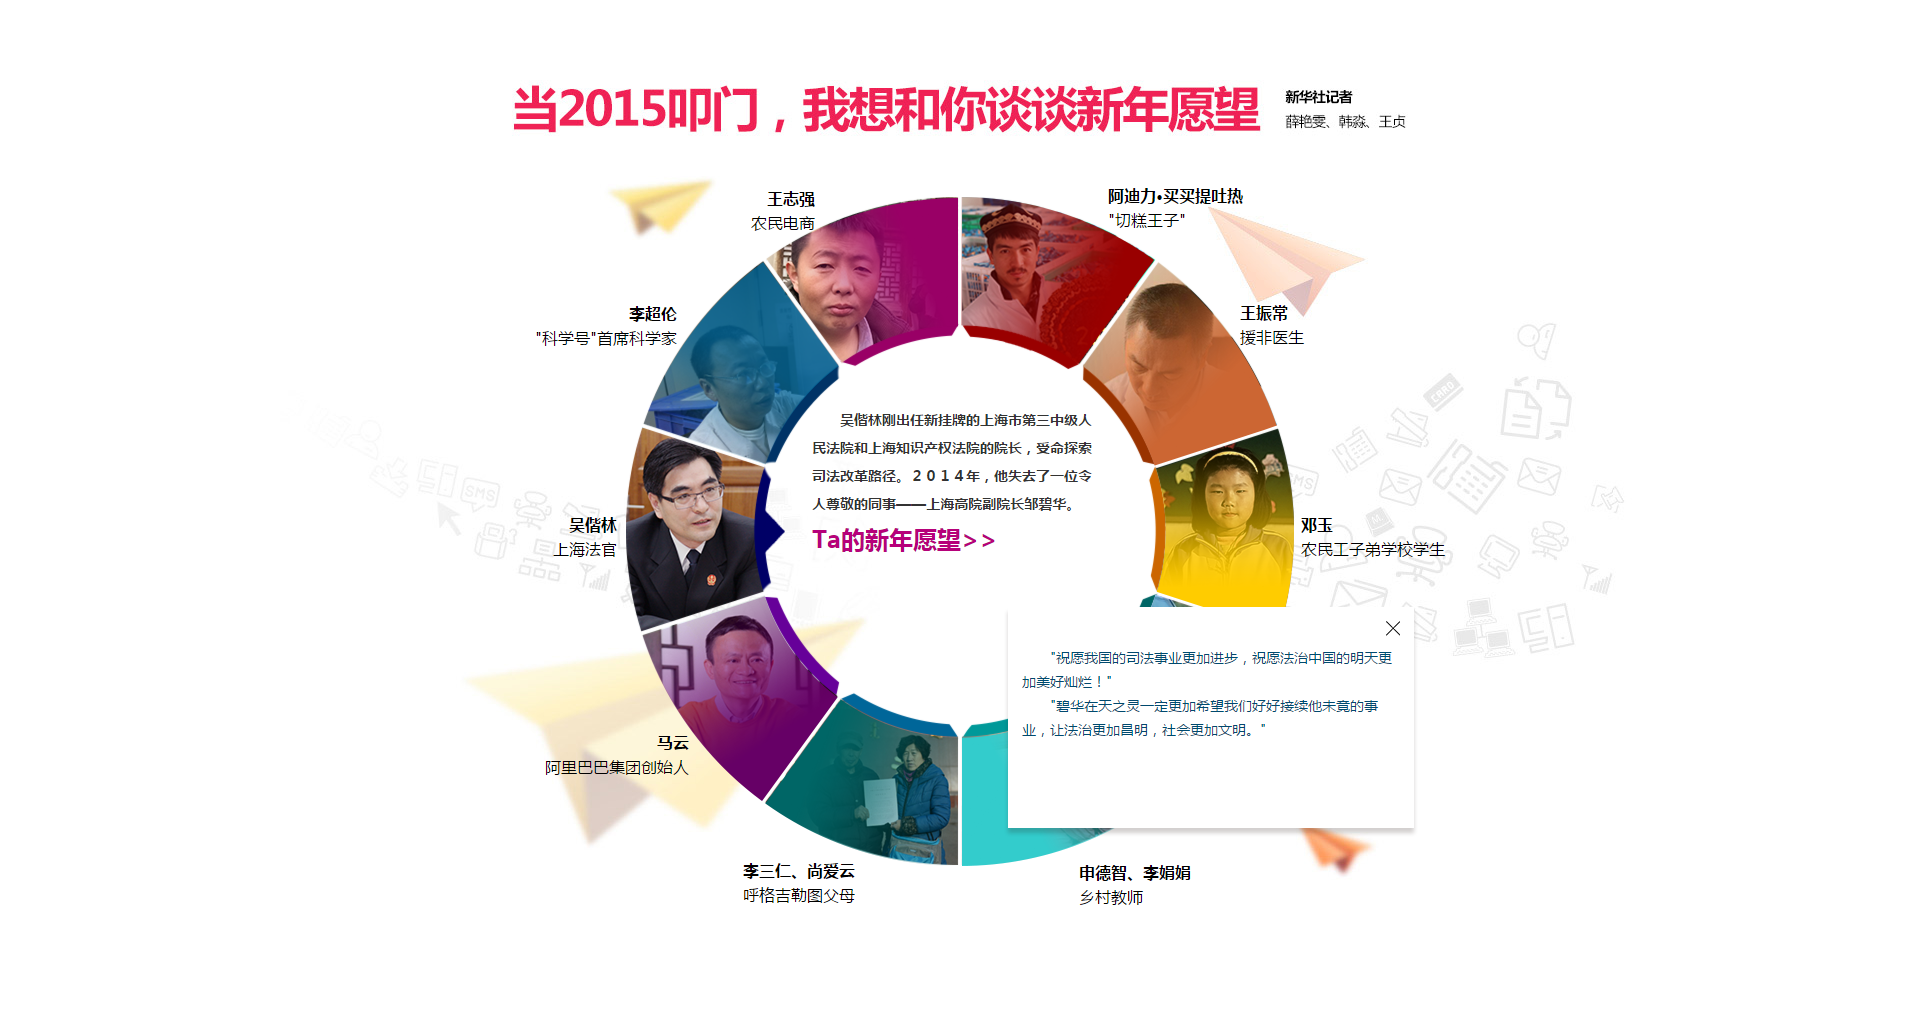 当2015叩门，我想和你谈谈新年愿望
新华社记者
薛艳雯、韩淼、王贞
王志强
农民电商
阿迪力•买买提吐热
"切糕王子"
李超伦
"科学号"首席科学家
王振常
援非医生
吴偕林刚出任新挂牌的上海市第三中级人
民法院和上海知识产权法院的院长，受命探索
司法改革路径。２０１４年，他失去了一位令
人尊敬的同事——上海高院副院长邹碧华。
Ta的新年愿望>>
吴偕林
上海法官
邓玉
农民工子弟学校学生
"祝愿我国的司法事业更加进步，祝愿法治中国的明天更
加美好灿烂！"
"碧华在天之灵一定更加希望我们好好接续他未竟的事
业，让法治更加昌明，社会更加文明。"
马云
阿里巴巴集团创始人
李三仁、尚爱云
呼格吉勒图父母
申德智、李娟娟
乡村教师
SMS
CARD